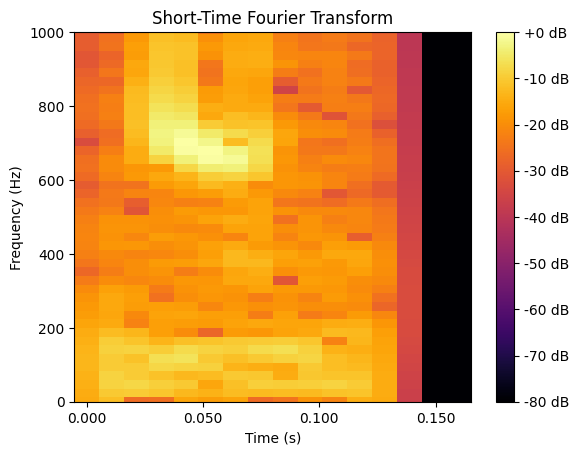 Short-Time Fourier Transform
1000
800
600
400
200
0
Frequency (Hz)
0.000
0.050
0.100
0.150
Time (s)
+0 dB
-10 dB
-20 dB
-30 dB
-40 dB
-50 dB
-60 dB
-70 dB
-80 dB